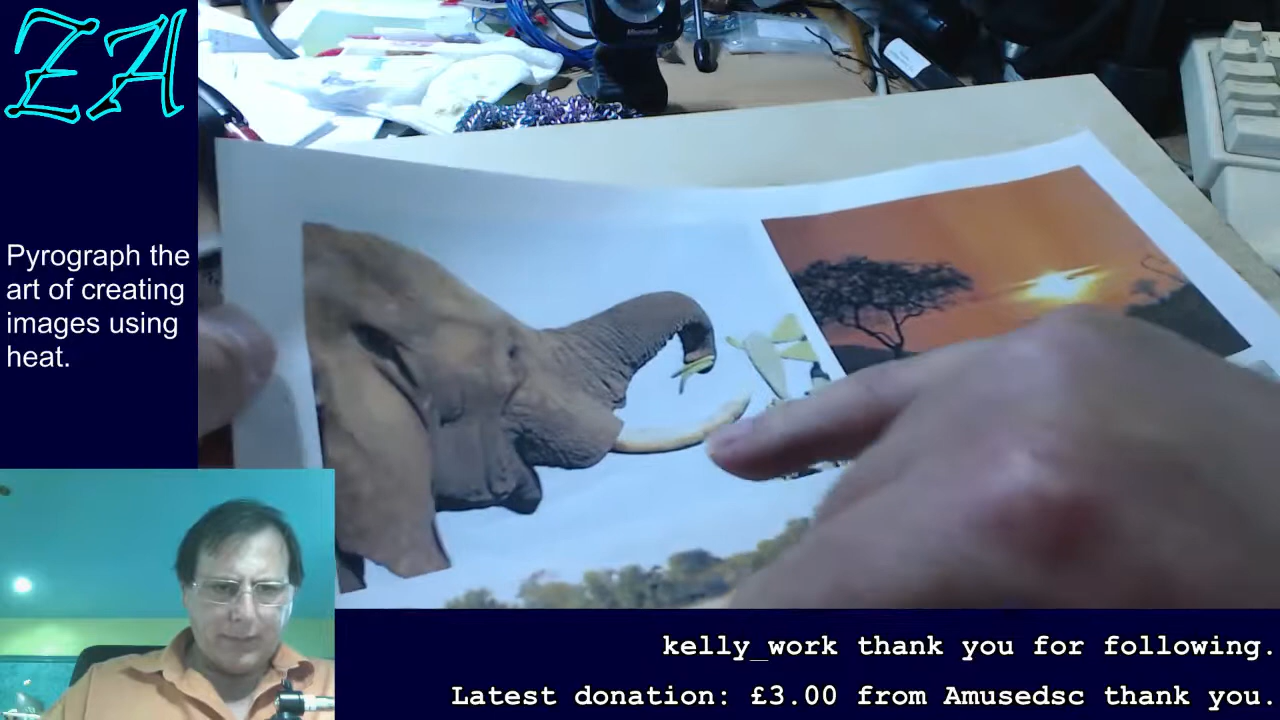 ZA
Pyrograph the
art of creating
images using
heat.
kelly_work thank you for following.
Latest donation: £3.00 from Amusedsc thank you.